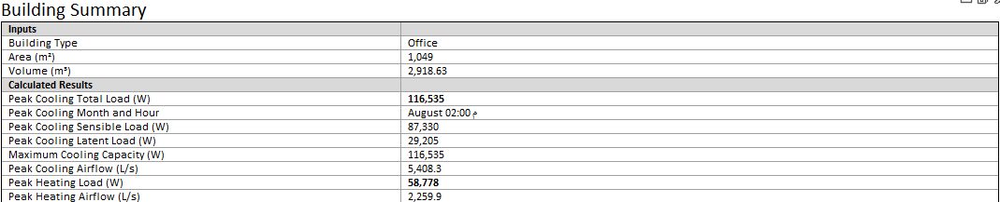 Building Summary
Inputs
Building Type Office
Area (m²) 1,049
Volume (m³) 2,918.63
Calculated Results
Peak Cooling Total Load (W) 116,535
Peak Cooling Month and Hour August 02:00 م
Peak Cooling Sensible Load (W) 87,330
Peak Cooling Latent Load (W) 29,205
Maximum Cooling Capacity (W) 116,535
Peak Cooling Airflow (L/s) 5,408.3
Peak Heating Load (W) 58,778
Peak Heating Airflow (L/s) 2,259.9